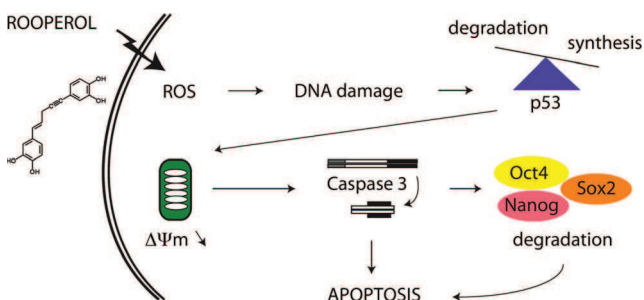 ROOPEROL
OH
OH
HO
OH
ROS
DNA damage
degradation
synthesis
p53
ΔΨm
Caspase 3
Oct4
Sox2
Nanog
degradation
APOPTOSIS